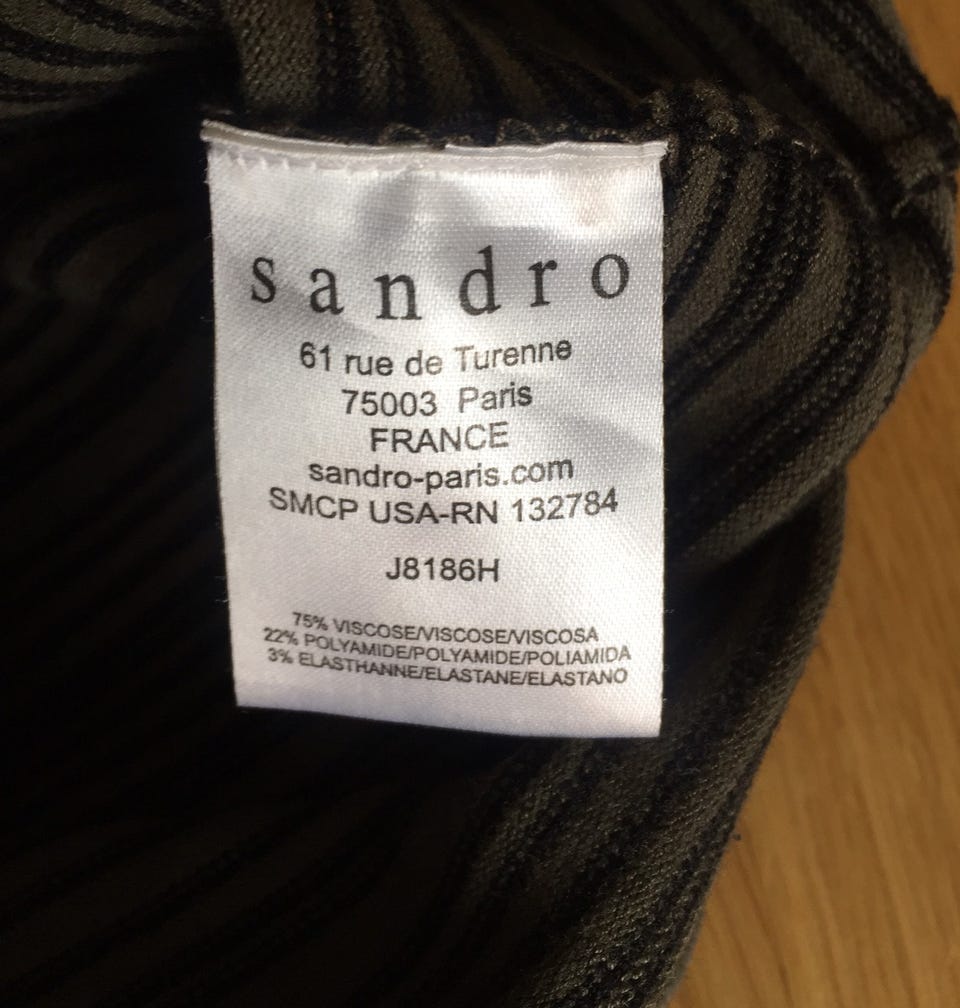 sandro
61 rue de Turenne
75003 Paris
FRANCE
sandro-paris.com
SMCP USA-RN 132784
J8186H
75% VISCOSE/VISCOSE/VISCOSA
22% POLYAMIDE/POLYAMIDE/POLIAMIDA
3% ELASTHANNE/ELASTANE/ELASTANO